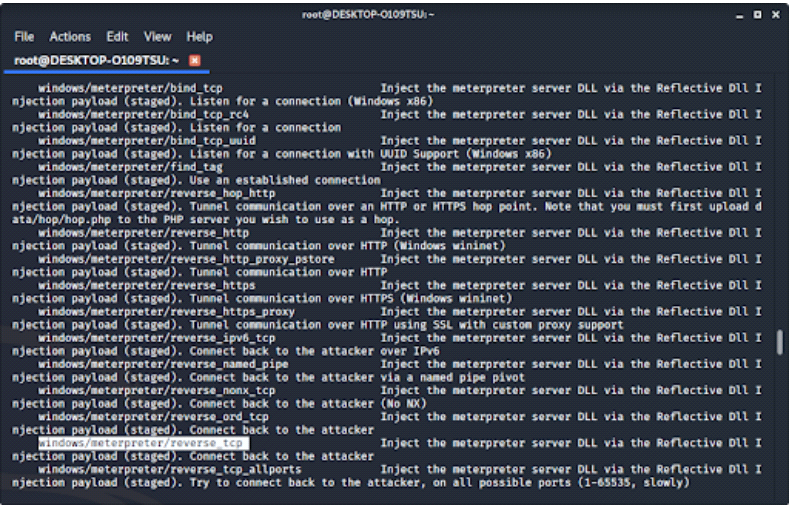 root@DESKTOP-O109TSU: ~
File Actions Edit View Help
root@DESKTOP-O109TSU: ~
windows/meterpreter/bind_tcp Inject the meterpreter server DLL via the Reflective Dll I
njection payload (staged). Listen for a connection (Windows x86)
windows/meterpreter/bind_tcp_rc4 Inject the meterpreter server DLL via the Reflective Dll I
njection payload (staged). Listen for a connection
windows/meterpreter/bind_tcp_uuid Inject the meterpreter server DLL via the Reflective Dll I
njection payload (staged). Listen for a connection with UUID Support (Windows x86)
windows/meterpreter/find_tag Inject the meterpreter server DLL via the Reflective Dll I
njection payload (staged). Use an established connection
windows/meterpreter/reverse_hop_http Inject the meterpreter server DLL via the Reflective Dll I
njection payload (staged). Tunnel communication over an HTTP or HTTPS hop point. Note that you must first upload d
ata/hop/hop.php to the PHP server you wish to use as a hop.
windows/meterpreter/reverse_http Inject the meterpreter server DLL via the Reflective Dll I
njection payload (staged). Tunnel communication over HTTP (Windows wininet)
windows/meterpreter/reverse_http_proxy_pstore Inject the meterpreter server DLL via the Reflective Dll I
njection payload (staged). Tunnel communication over HTTP
windows/meterpreter/reverse_https Inject the meterpreter server DLL via the Reflective Dll I
njection payload (staged). Tunnel communication over HTTPS (Windows wininet)
windows/meterpreter/reverse_https_proxy Inject the meterpreter server DLL via the Reflective Dll I
njection payload (staged). Tunnel communication over HTTP using SSL with custom proxy support
windows/meterpreter/reverse_ipv6_tcp Inject the meterpreter server DLL via the Reflective Dll I
njection payload (staged). Connect back to the attacker over IPv6
windows/meterpreter/reverse_named_pipe Inject the meterpreter server DLL via the Reflective Dll I
njection payload (staged). Connect back to the attacker via a named pipe pivot
windows/meterpreter/reverse_nonx_tcp Inject the meterpreter server DLL via the Reflective Dll I
njection payload (staged). Connect back to the attacker (No NX)
windows/meterpreter/reverse_ord_tcp Inject the meterpreter server DLL via the Reflective Dll I
njection payload (staged). Connect back to the attacker
windows/meterpreter/reverse_tcp Inject the meterpreter server DLL via the Reflective Dll I
njection payload (staged). Connect back to the attacker
windows/meterpreter/reverse_tcp_allports Inject the meterpreter server DLL via the Reflective Dll I
njection payload (staged). Try to connect back to the attacker, on all possible ports (1-65535, slowly)